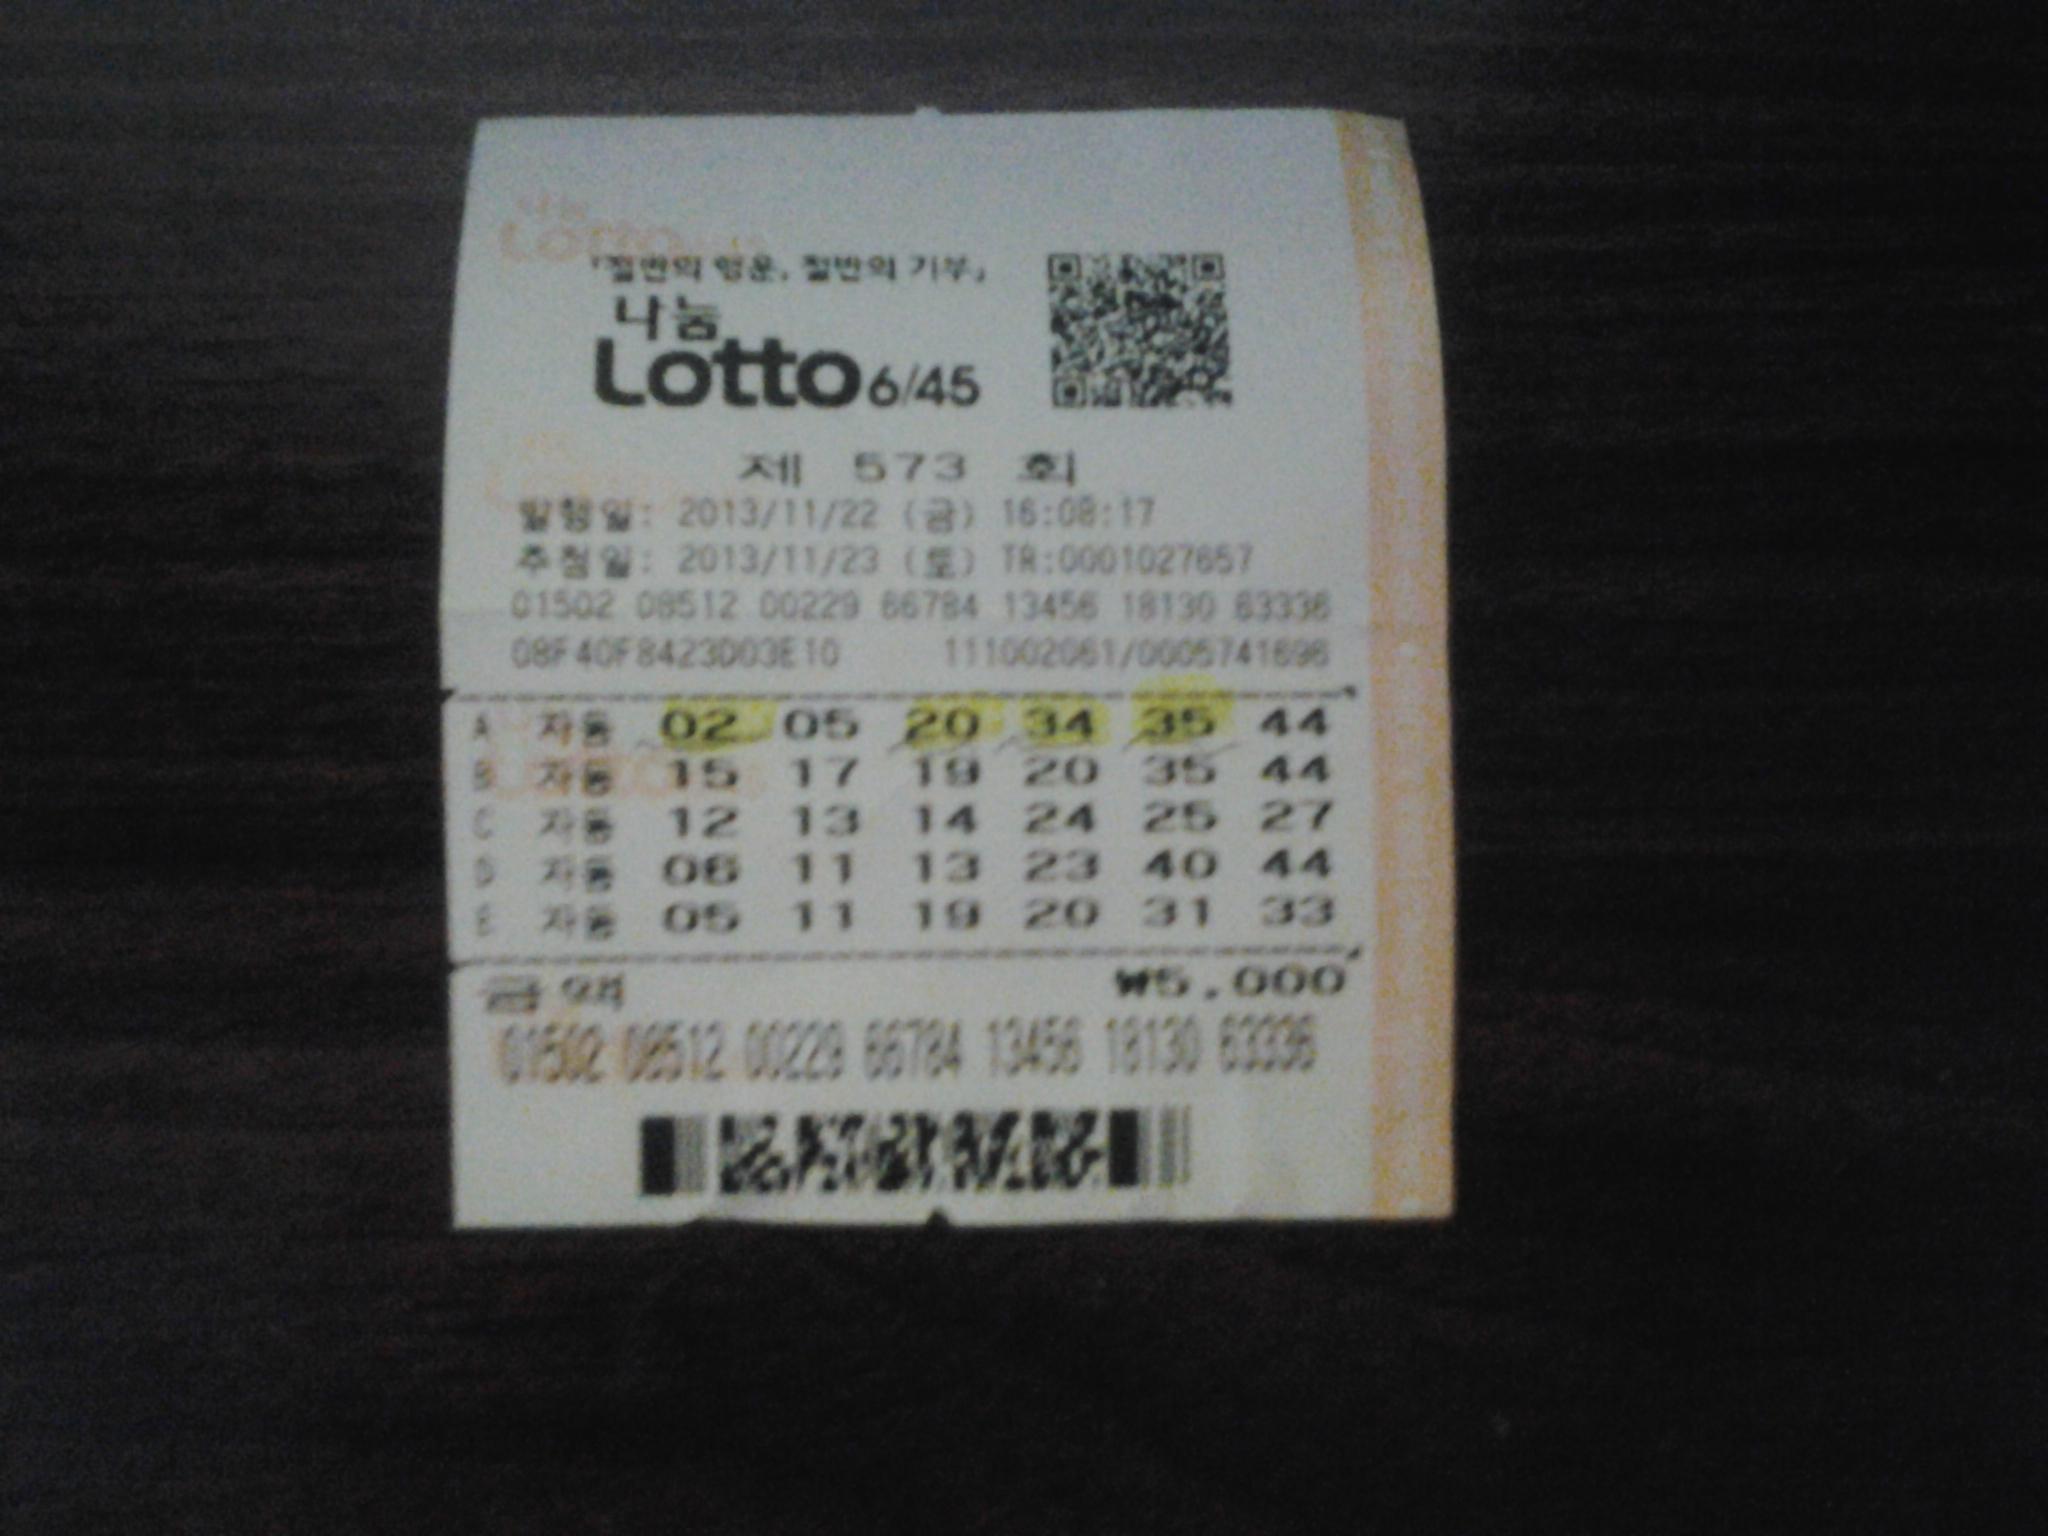 「절반의 행운, 절반의 기부」
나눔
Lotto 6/45
제 573 회
발행일: 2013/11/22 (금) 16:08:17
추첨일: 2013/11/23 (토) TR:0001027657
01502 08512 00229 66784 13456 18130 63336
08F40F8423D03E10 111002061/0005741696
A 자동 02 05 20 34 35 44
B 자동 15 17 19 20 35 44
C 자동 12 13 14 24 25 27
D 자동 06 11 13 23 40 44
E 자동 05 11 19 20 31 33
금액 ₩5,000
01502 08512 00229 66784 13456 18130 63336